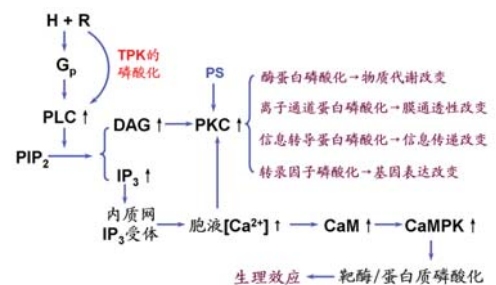 H + R
TPK的
磷酸化
Gp
PLC↑
PIP2
DAG↑
IP3↑
PS
PKC↑
酶蛋白磷酸化→物质代谢改变
离子通道蛋白磷酸化→膜通透性改变
信息转导蛋白磷酸化→信息传递改变
转录因子磷酸化→基因表达改变
内质网
IP3受体
胞液[Ca²⁺]↑
CaM↑
CaMPK↑
生理效应
靶酶/蛋白质磷酸化